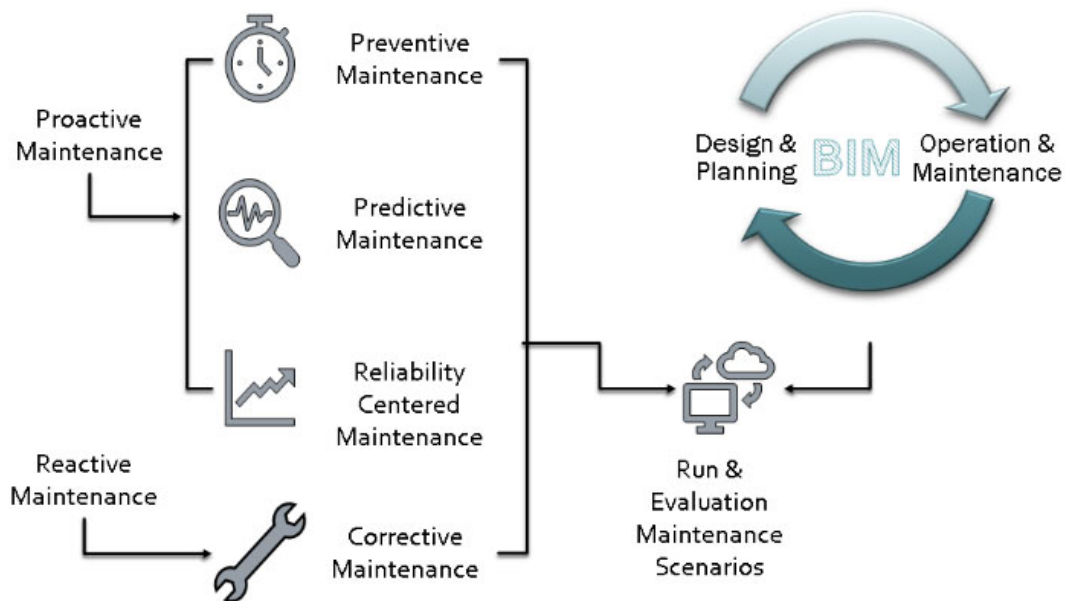 Proactive
Maintenance
Preventive
Maintenance
Predictive
Maintenance
Reliability
Centered
Maintenance
Reactive
Maintenance
Corrective
Maintenance
Design &
Planning
BIM
Operation &
Maintenance
Run &
Evaluation
Maintenance
Scenarios